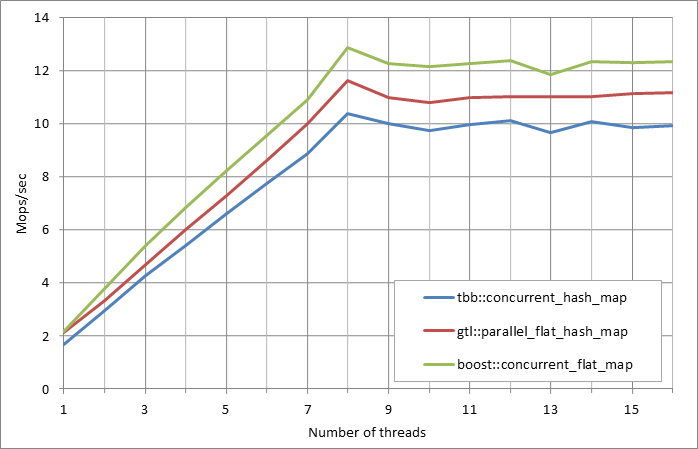 14
12
10
8
6
4
2
0
Mops/sec
tbb::concurrent_hash_map
gtl::parallel_flat_hash_map
boost::concurrent_flat_map
1 3 5 7 9 11 13 15
Number of threads